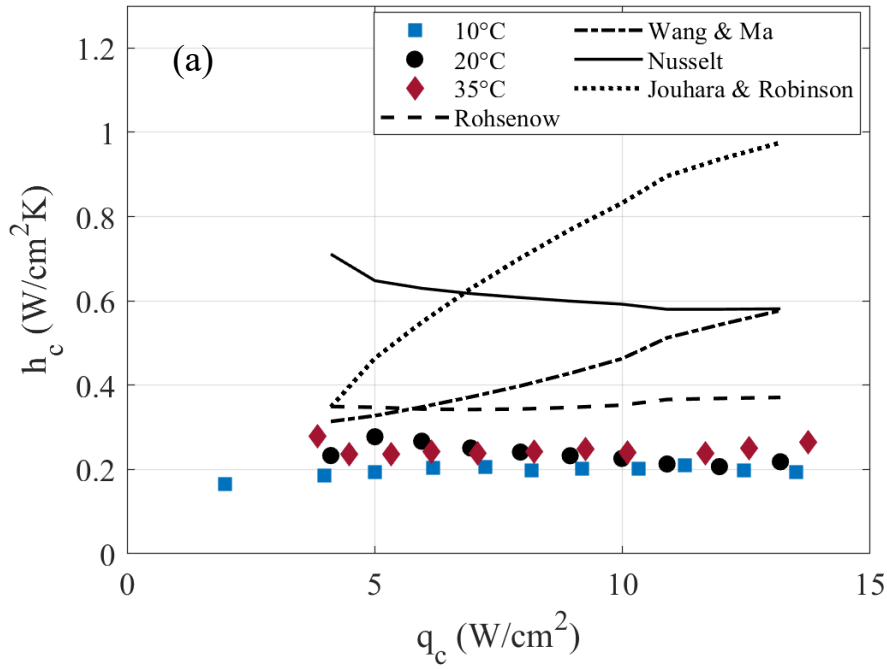 (a)
10°C
20°C
35°C
Rohsenow
Wang & Ma
Nusselt
Jouhara & Robinson
1.2
1
0.8
0.6
0.4
0.2
0
0
5
10
15
h_c (W/cm²K)
q_c (W/cm²)